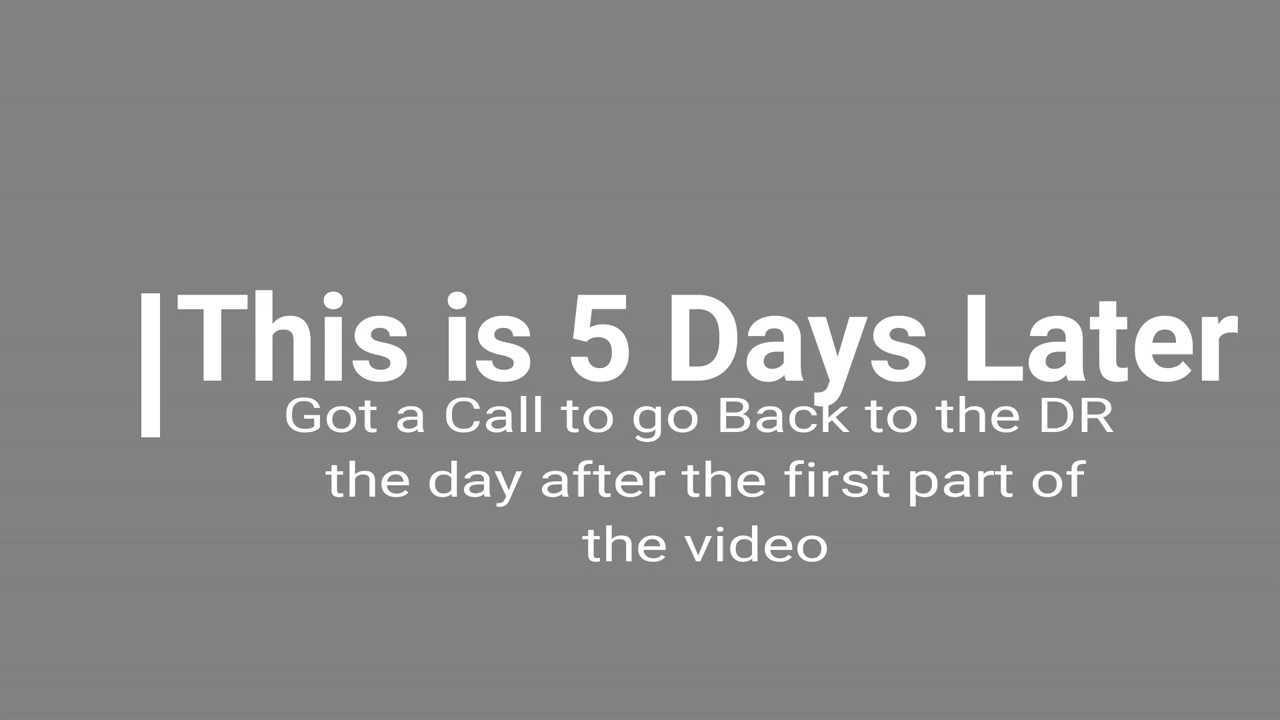 This is 5 Days Later
Got a Call to go Back to the DR
the day after the first part of
the video